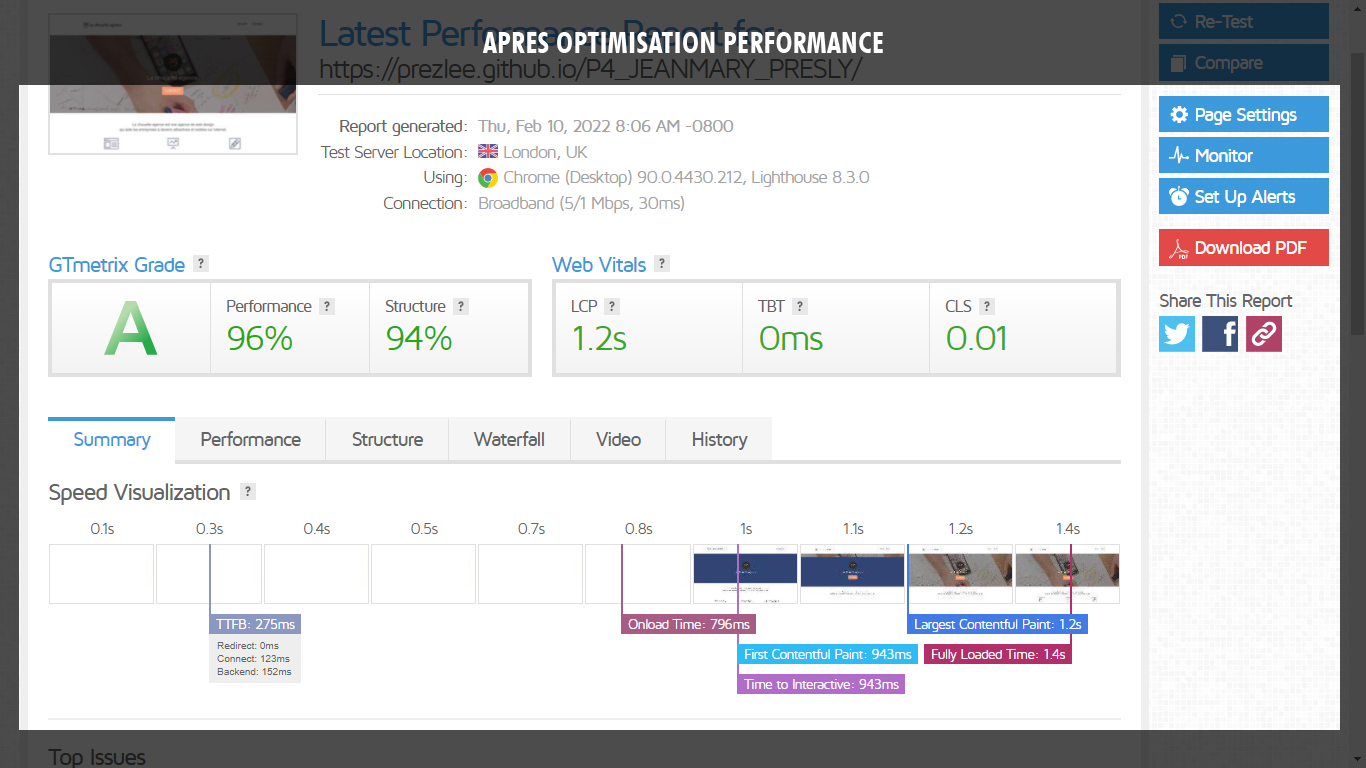 Latest Performance Report for:
APRES OPTIMISATION PERFORMANCE
https://prezlee.github.io/P4_JEANMARY_PRESLY/
Re-Test
Compare
Page Settings
Monitor
Set Up Alerts
Download PDF
Share This Report
La chouette agence
Report generated: Thu, Feb 10, 2022 8:06 AM -0800
Test Server Location: London, UK
Using: Chrome (Desktop) 90.0.4430.212, Lighthouse 8.3.0
Connection: Broadband (5/1 Mbps, 30ms)
GTmetrix Grade ?
Web Vitals ?
A
Performance ?
96%
Structure ?
94%
LCP ?
1.2s
TBT ?
0ms
CLS ?
0.01
Summary Performance Structure Waterfall Video History
Speed Visualization ?
0.1s 0.3s 0.4s 0.5s 0.7s 0.8s 1s 1.1s 1.2s 1.4s
TTFB: 275ms
Redirect: 0ms
Connect: 123ms
Backend: 152ms
Onload Time: 796ms
Largest Contentful Paint: 1.2s
First Contentful Paint: 943ms
Fully Loaded Time: 1.4s
Time to Interactive: 943ms
Top Issues